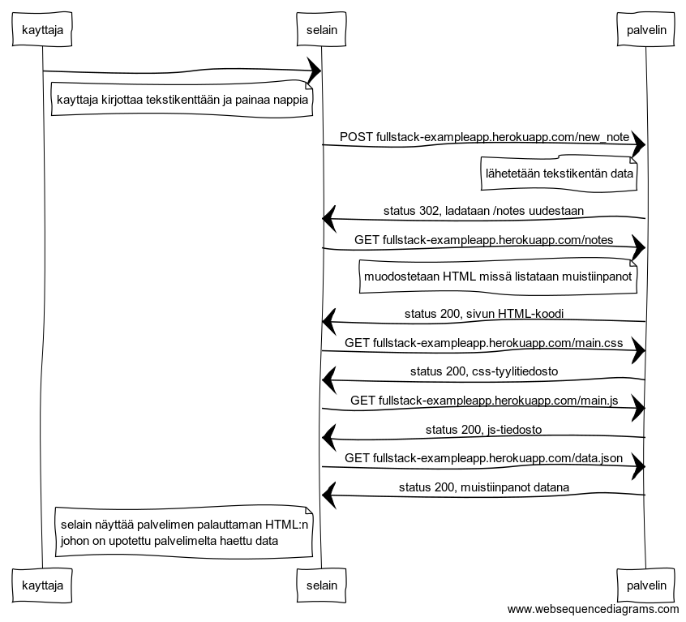 kayttaja
selain
palvelin
kayttaja kirjottaa tekstikenttään ja painaa nappia
POST fullstack-exampleapp.herokuapp.com/new_note
lähetetään tekstikentän data
status 302, ladataan /notes uudestaan
GET fullstack-exampleapp.herokuapp.com/notes
muodostetaan HTML missä listataan muistiinpanot
status 200, sivun HTML-koodi
GET fullstack-exampleapp.herokuapp.com/main.css
status 200, css-tyylitiedosto
GET fullstack-exampleapp.herokuapp.com/main.js
status 200, js-tiedosto
GET fullstack-exampleapp.herokuapp.com/data.json
status 200, muistiinpanot datana
selain näyttää palvelimen palauttaman HTML:n
johon on upotettu palvelimelta haettu data
kayttaja
selain
palvelin
www.websequencediagrams.com